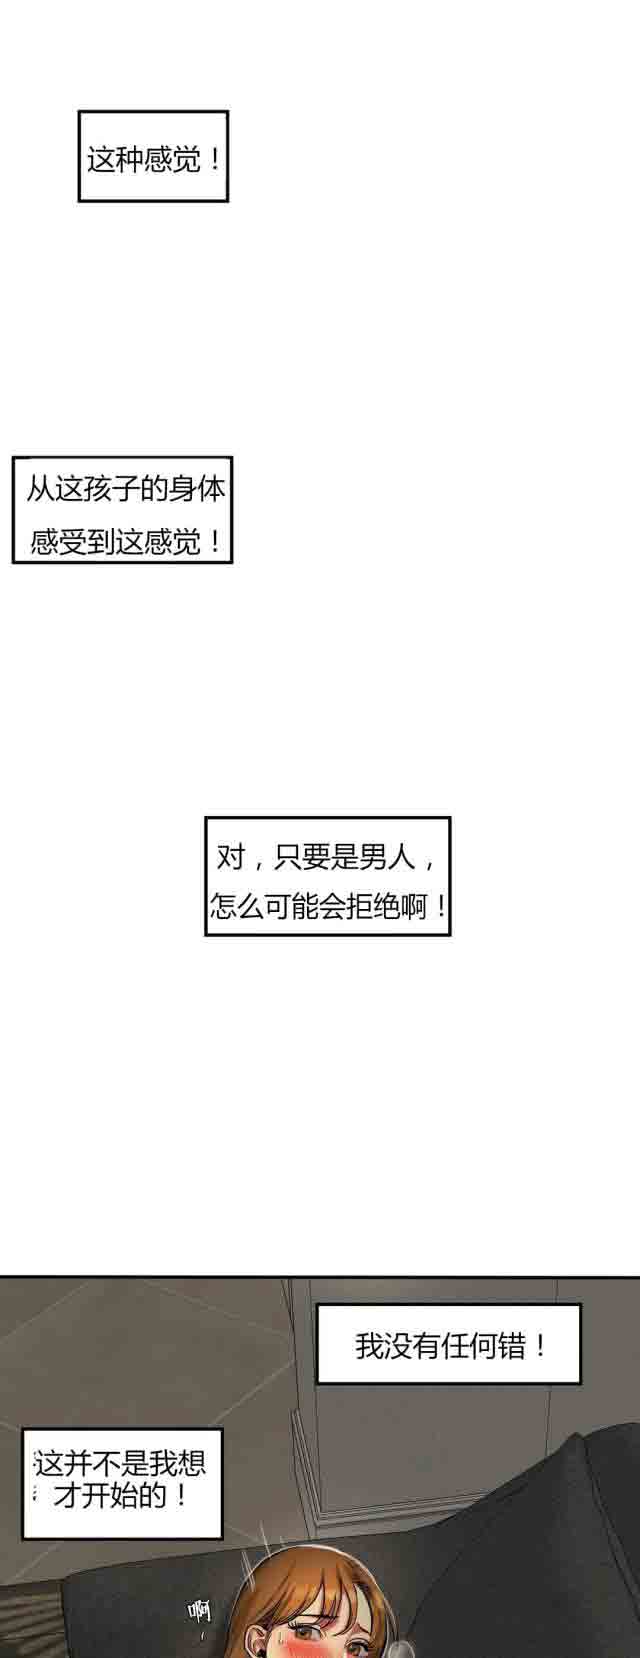 这种感觉！
从这孩子的身体
感受到这感觉！
对，只要是男人，
怎么可能会拒绝啊！
我没有任何错！
这并不是我想
才开始的！
啊